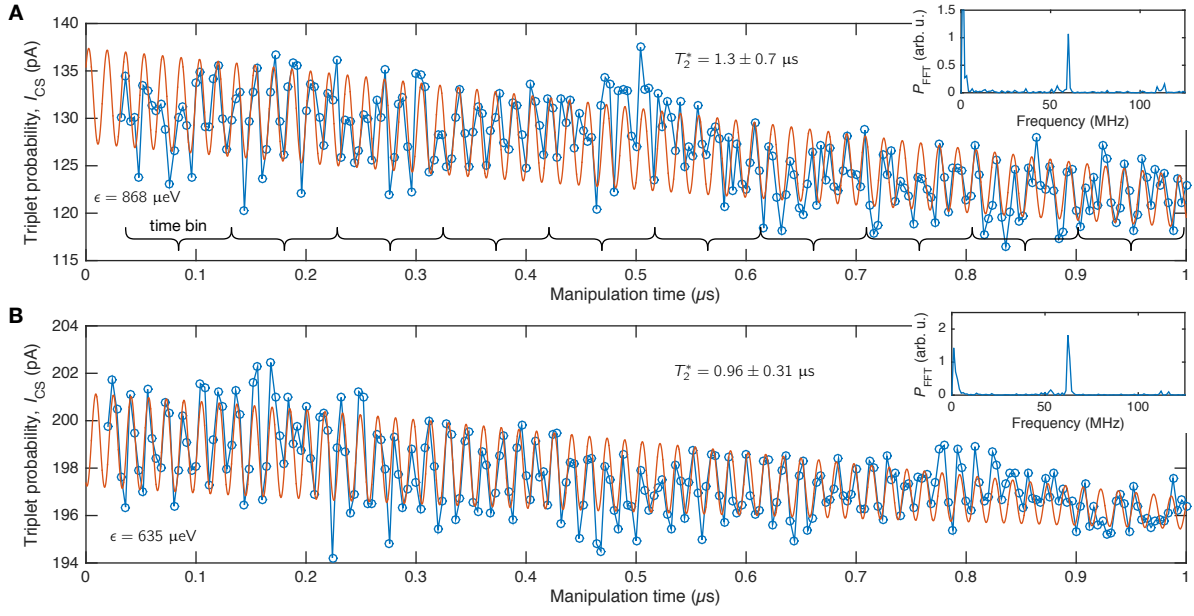 A
Triplet probability, I_CS (pA)
140
135
130
125
120
115
T₂* = 1.3 ± 0.7 µs
ϵ = 868 µeV
time bin
0 0.1 0.2 0.3 0.4 0.5 0.6 0.7 0.8 0.9 1
Manipulation time (µs)
P_FFT (arb. u.)
1.5
1
0.5
0
0 50 100
Frequency (MHz)
B
Triplet probability, I_CS (pA)
204
202
200
198
196
194
T₂* = 0.96 ± 0.31 µs
ϵ = 635 µeV
0 0.1 0.2 0.3 0.4 0.5 0.6 0.7 0.8 0.9 1
Manipulation time (µs)
P_FFT (arb. u.)
2
1
0
0 50 100
Frequency (MHz)